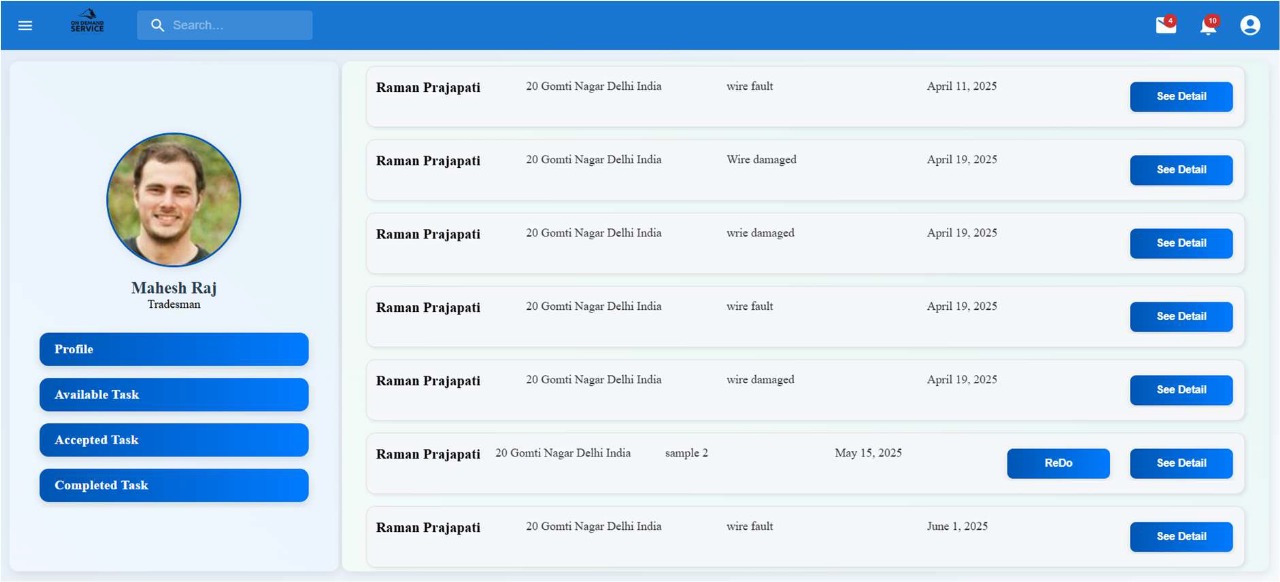 ON DEMAND
SERVICE
Search…
4
10
Mahesh Raj
Tradesman
Profile
Available Task
Accepted Task
Completed Task
Raman Prajapati 20 Gomti Nagar Delhi India wire fault April 11, 2025 See Detail
Raman Prajapati 20 Gomti Nagar Delhi India Wire damaged April 19, 2025 See Detail
Raman Prajapati 20 Gomti Nagar Delhi India wrie damaged April 19, 2025 See Detail
Raman Prajapati 20 Gomti Nagar Delhi India wire fault April 19, 2025 See Detail
Raman Prajapati 20 Gomti Nagar Delhi India wire damaged April 19, 2025 See Detail
Raman Prajapati 20 Gomti Nagar Delhi India sample 2 May 15, 2025 ReDo See Detail
Raman Prajapati 20 Gomti Nagar Delhi India wire fault June 1, 2025 See Detail